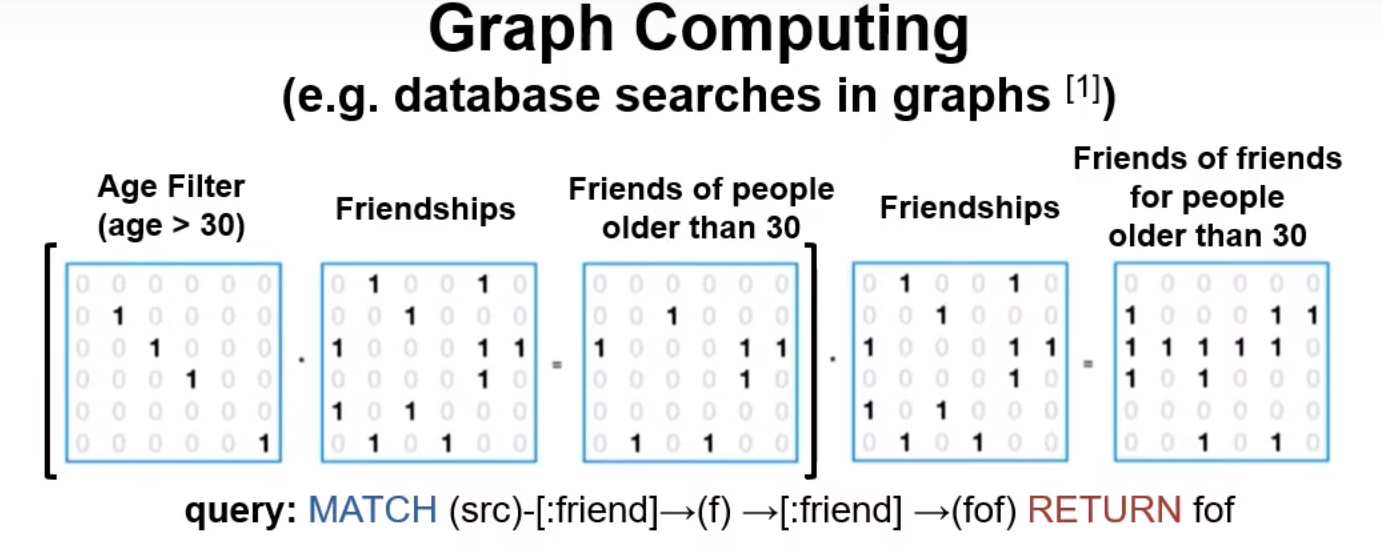 Graph Computing
(e.g. database searches in graphs [1])
Age Filter
(age > 30)
Friendships
Friends of people
older than 30
Friendships
Friends of friends
for people
older than 30
0 0 0 0 0 0
0 1 0 0 0 0
0 0 1 0 0 0
0 0 0 1 0 0
0 0 0 0 0 0
0 0 0 0 0 1
·
0 1 0 0 1 0
0 0 1 0 0 0
1 0 0 0 1 1
0 0 0 0 1 0
1 0 1 0 0 0
0 1 0 1 0 0
=
0 0 0 0 0 0
0 0 1 0 0 0
1 0 0 0 1 1
0 0 0 0 1 0
0 0 0 0 0 0
0 1 0 1 0 0
·
0 1 0 0 1 0
0 0 1 0 0 0
1 0 0 0 1 1
0 0 0 0 1 0
1 0 1 0 0 0
0 1 0 1 0 0
=
0 0 0 0 0 0
1 0 0 0 1 1
1 1 1 1 1 0
1 0 1 0 0 0
0 0 0 0 0 0
0 0 1 0 1 0
query: MATCH (src)-[:friend]→(f) →[:friend] →(fof) RETURN fof